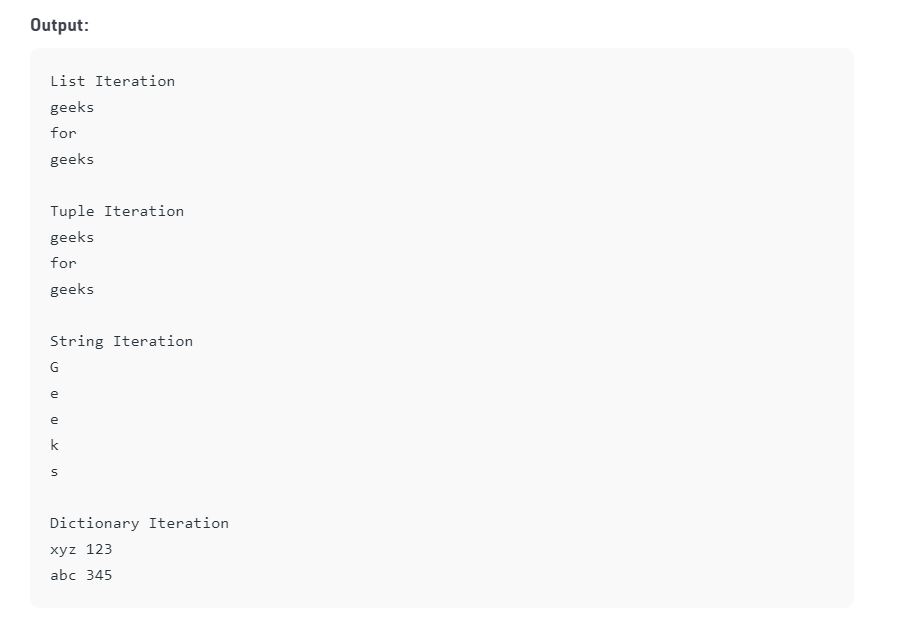 Output:
List Iteration
geeks
for
geeks
Tuple Iteration
geeks
for
geeks
String Iteration
G
e
e
k
s
Dictionary Iteration
xyz 123
abc 345